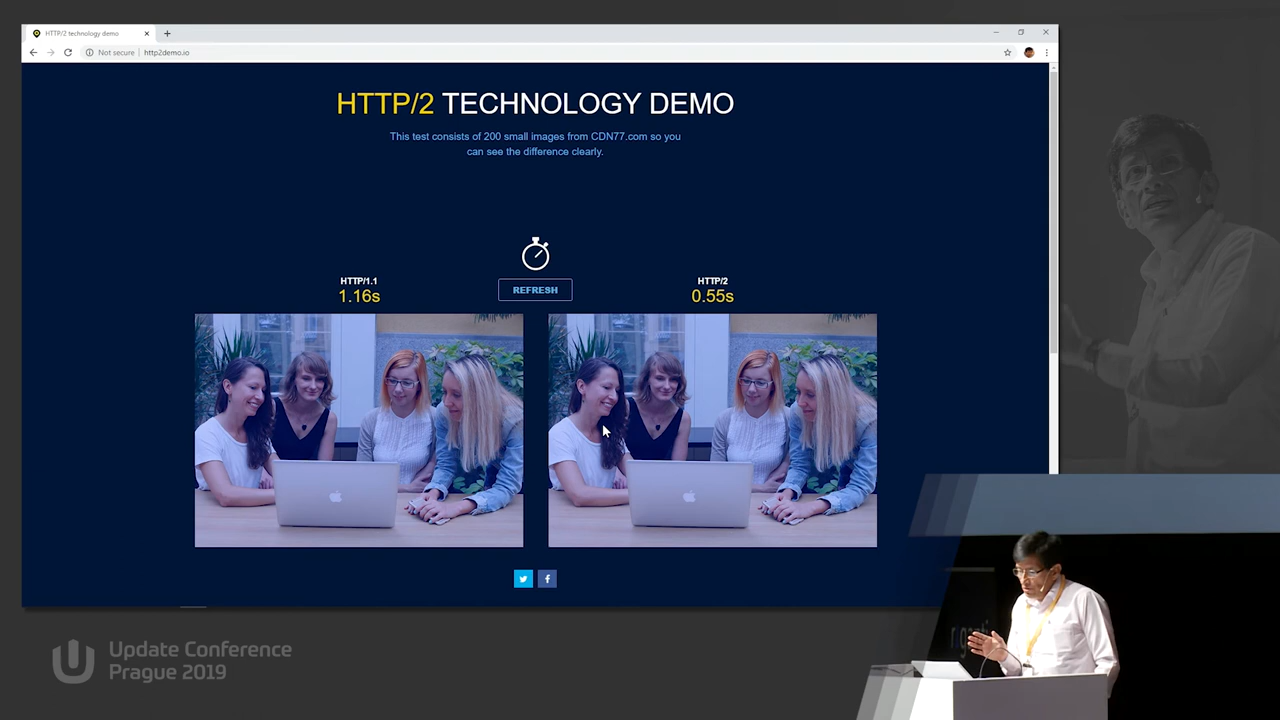 HTTP/2 technology demo
Not secure
http2demo.io
HTTP/2 TECHNOLOGY DEMO
This test consists of 200 small images from CDN77.com so you
can see the difference clearly.
HTTP/1.1
1.16s
REFRESH
HTTP/2
0.55s
Update Conference
Prague 2019